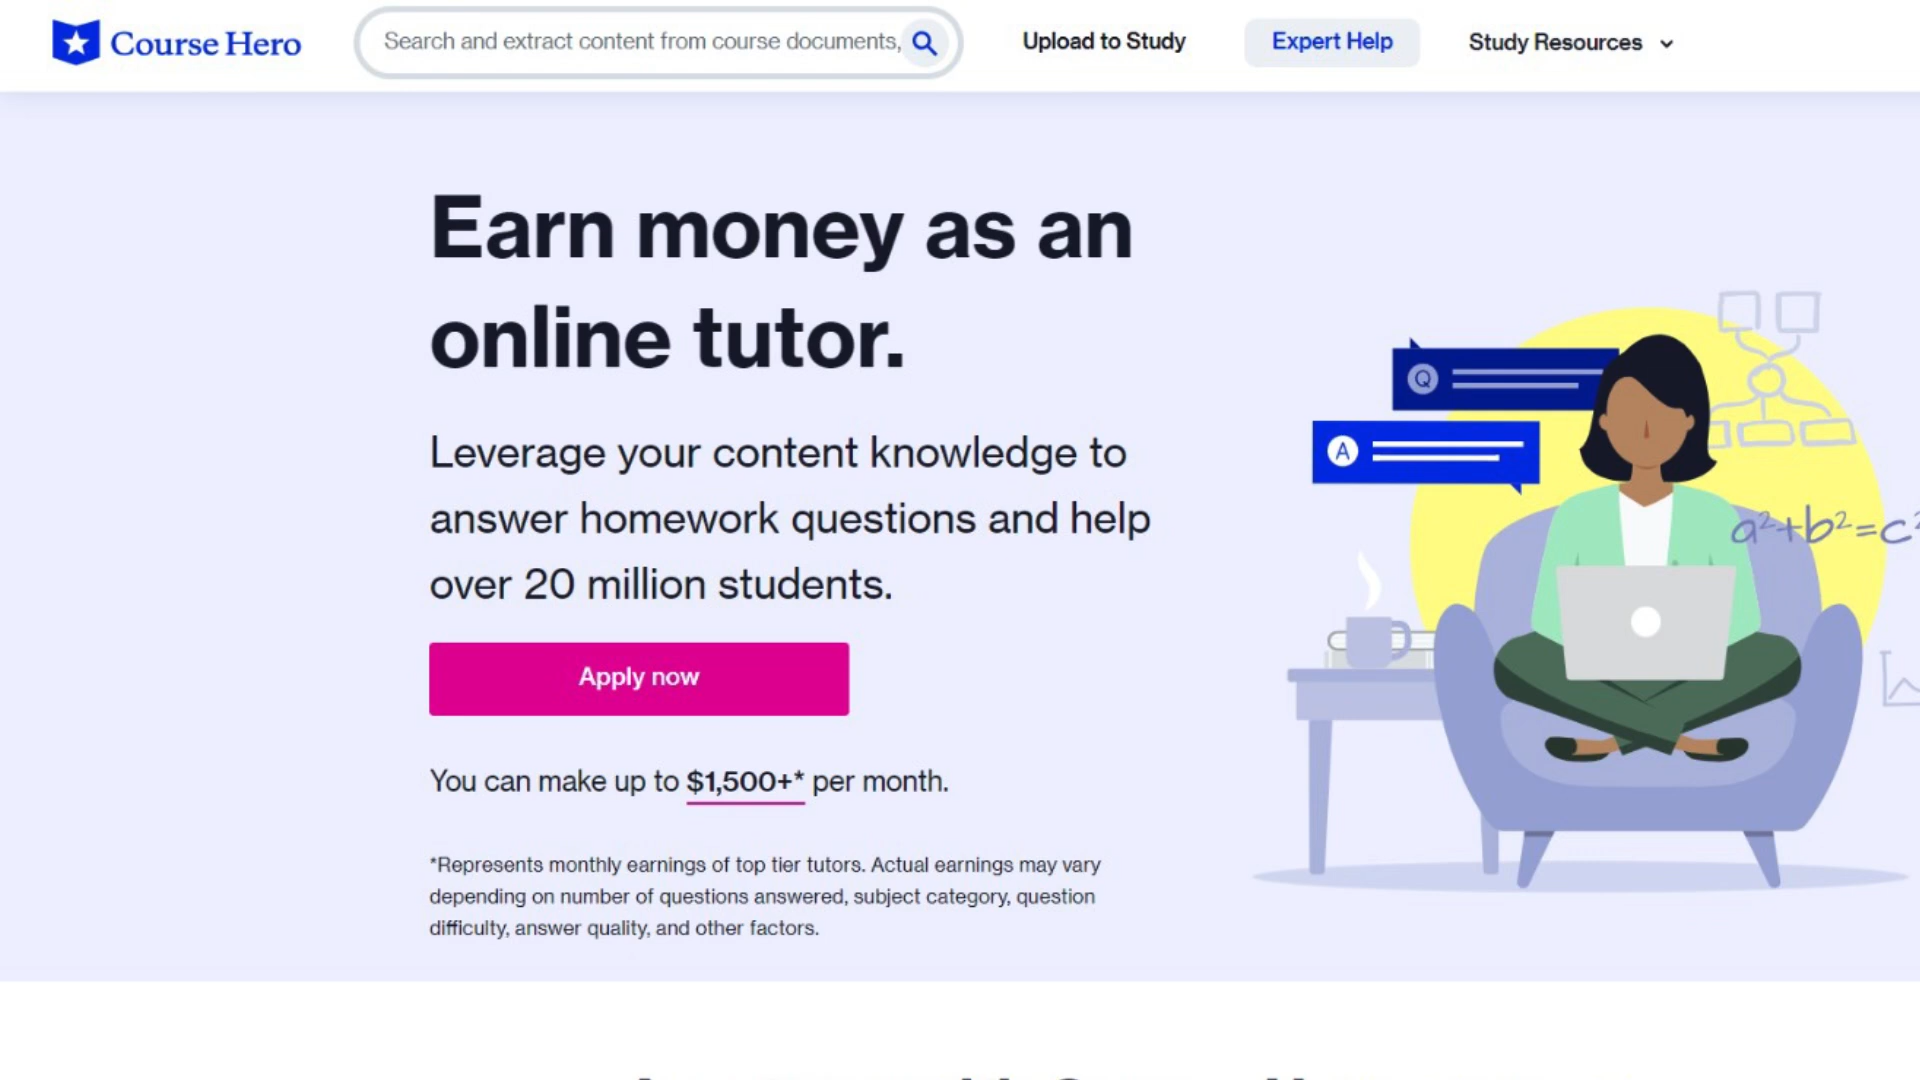 Course Hero
Search and extract content from course documents,
Upload to Study
Expert Help
Study Resources
Earn money as an
online tutor.
Leverage your content knowledge to
answer homework questions and help
over 20 million students.
Apply now
You can make up to $1,500+* per month.
*Represents monthly earnings of top tier tutors. Actual earnings may vary
depending on number of questions answered, subject category, question
difficulty, answer quality, and other factors.
Q
A
a²+b²=c²